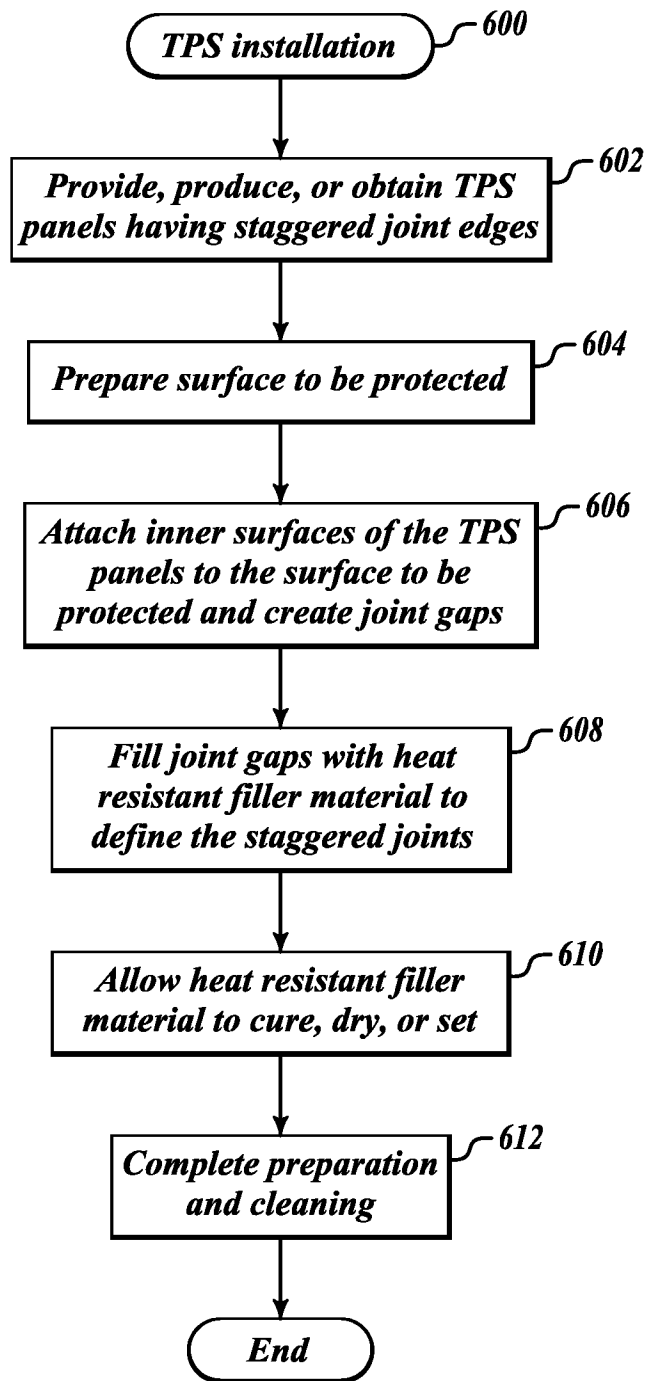 TPS installation
600
602
Provide, produce, or obtain TPS
panels having staggered joint edges
604
Prepare surface to be protected
606
Attach inner surfaces of the TPS
panels to the surface to be
protected and create joint gaps
608
Fill joint gaps with heat
resistant filler material to
define the staggered joints
610
Allow heat resistant filler
material to cure, dry, or set
612
Complete preparation
and cleaning
End